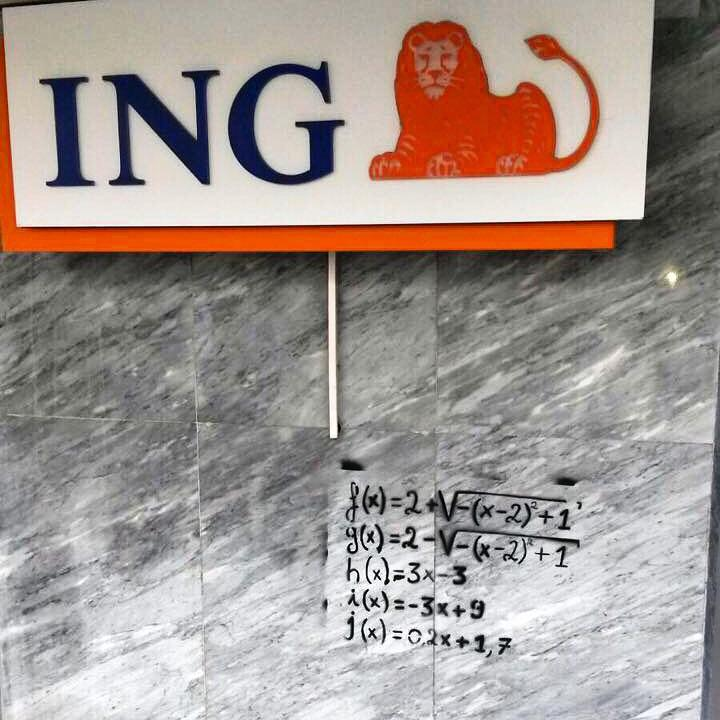 ING
f(x)=2+√-(x-2)²+1'
g(x)=2-√-(x-2)²+1
h(x)=3x-3
i(x)=-3x+9
j(x)=0,2x+1,7